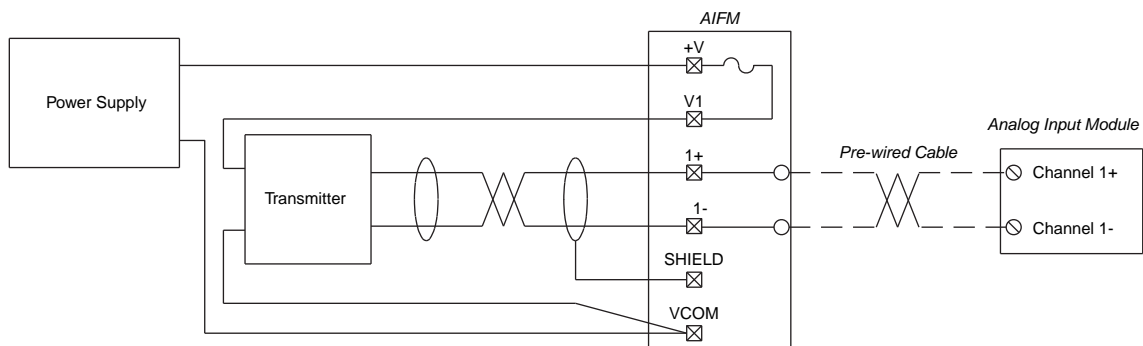 AIFM
+V
Power Supply
V1
Analog Input Module
Pre-wired Cable
1+
Channel 1+
Transmitter
1-
Channel 1-
SHIELD
VCOM